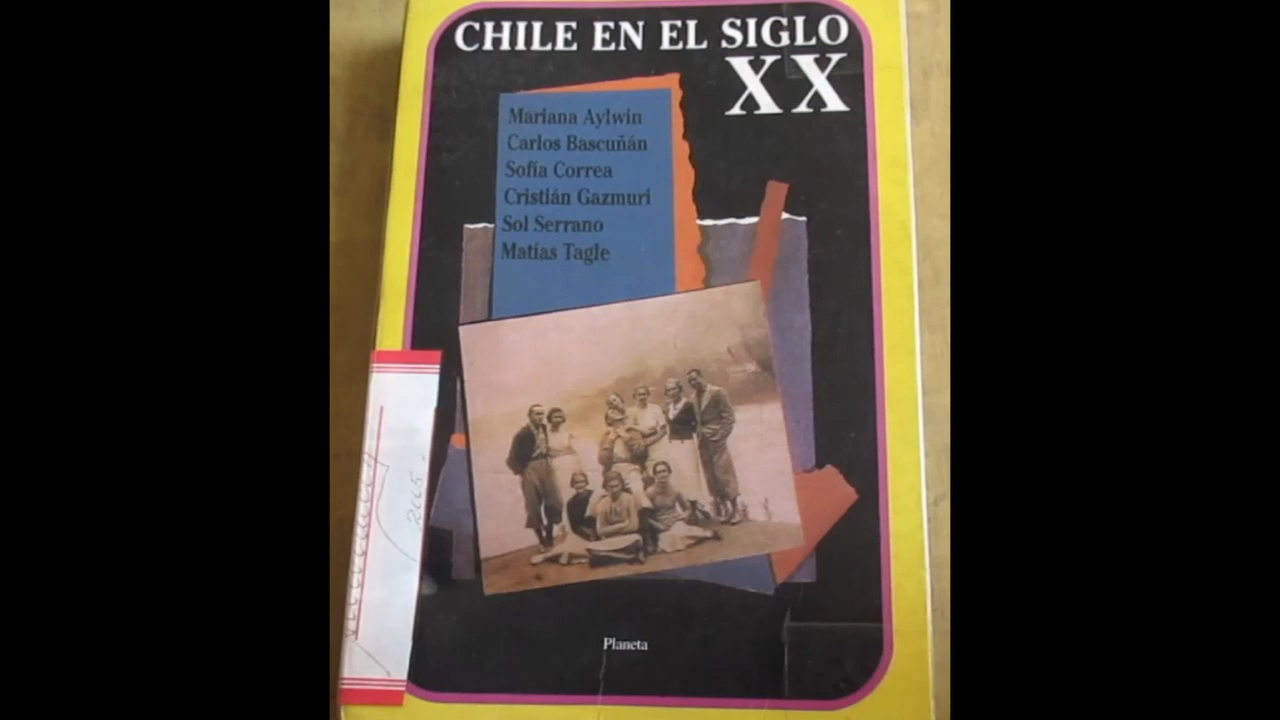 CHILE EN EL SIGLO
XX
Mariana Aylwin
Carlos Bascuñán
Sofía Correa
Cristián Gazmuri
Sol Serrano
Matías Tagle
Planeta